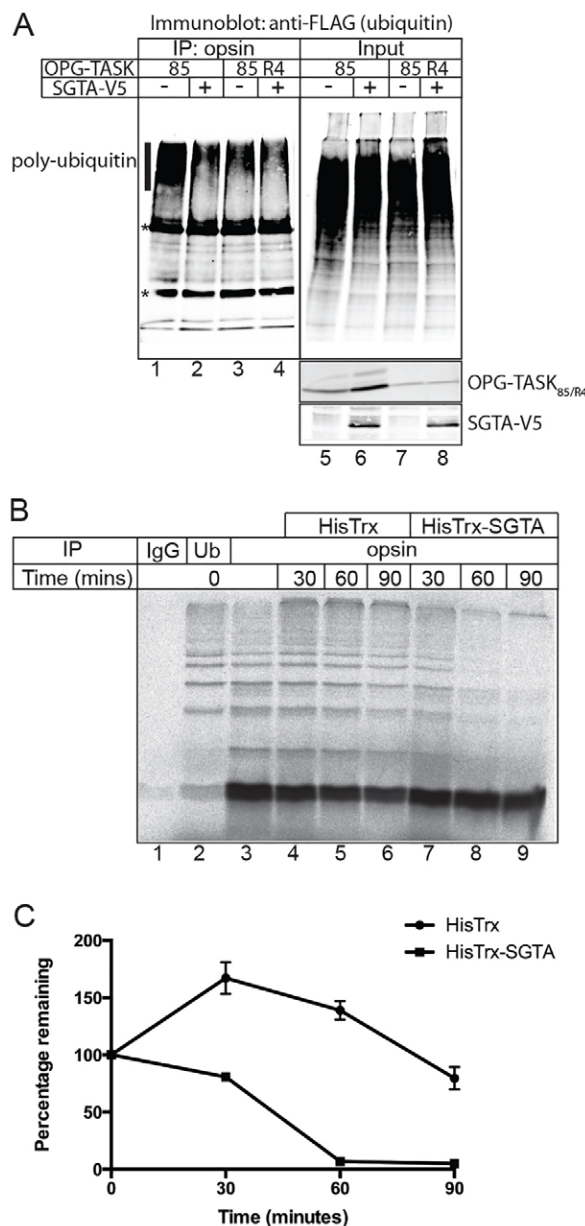 A
Immunoblot: anti-FLAG (ubiquitin)
IP: opsin Input
OPG-TASK 85 85 R4 85 85 R4
SGTA-V5 - + - + - + - +
poly-ubiquitin
*
*
1 2 3 4
OPG-TASK85/R4
SGTA-V5
5 6 7 8
B
HisTrx HisTrx-SGTA
IP IgG Ub opsin
Time (mins) 0 30 60 90 30 60 90
1 2 3 4 5 6 7 8 9
C
HisTrx
HisTrx-SGTA
200
150
100
50
0
Percentage remaining
0 30 60 90
Time (minutes)